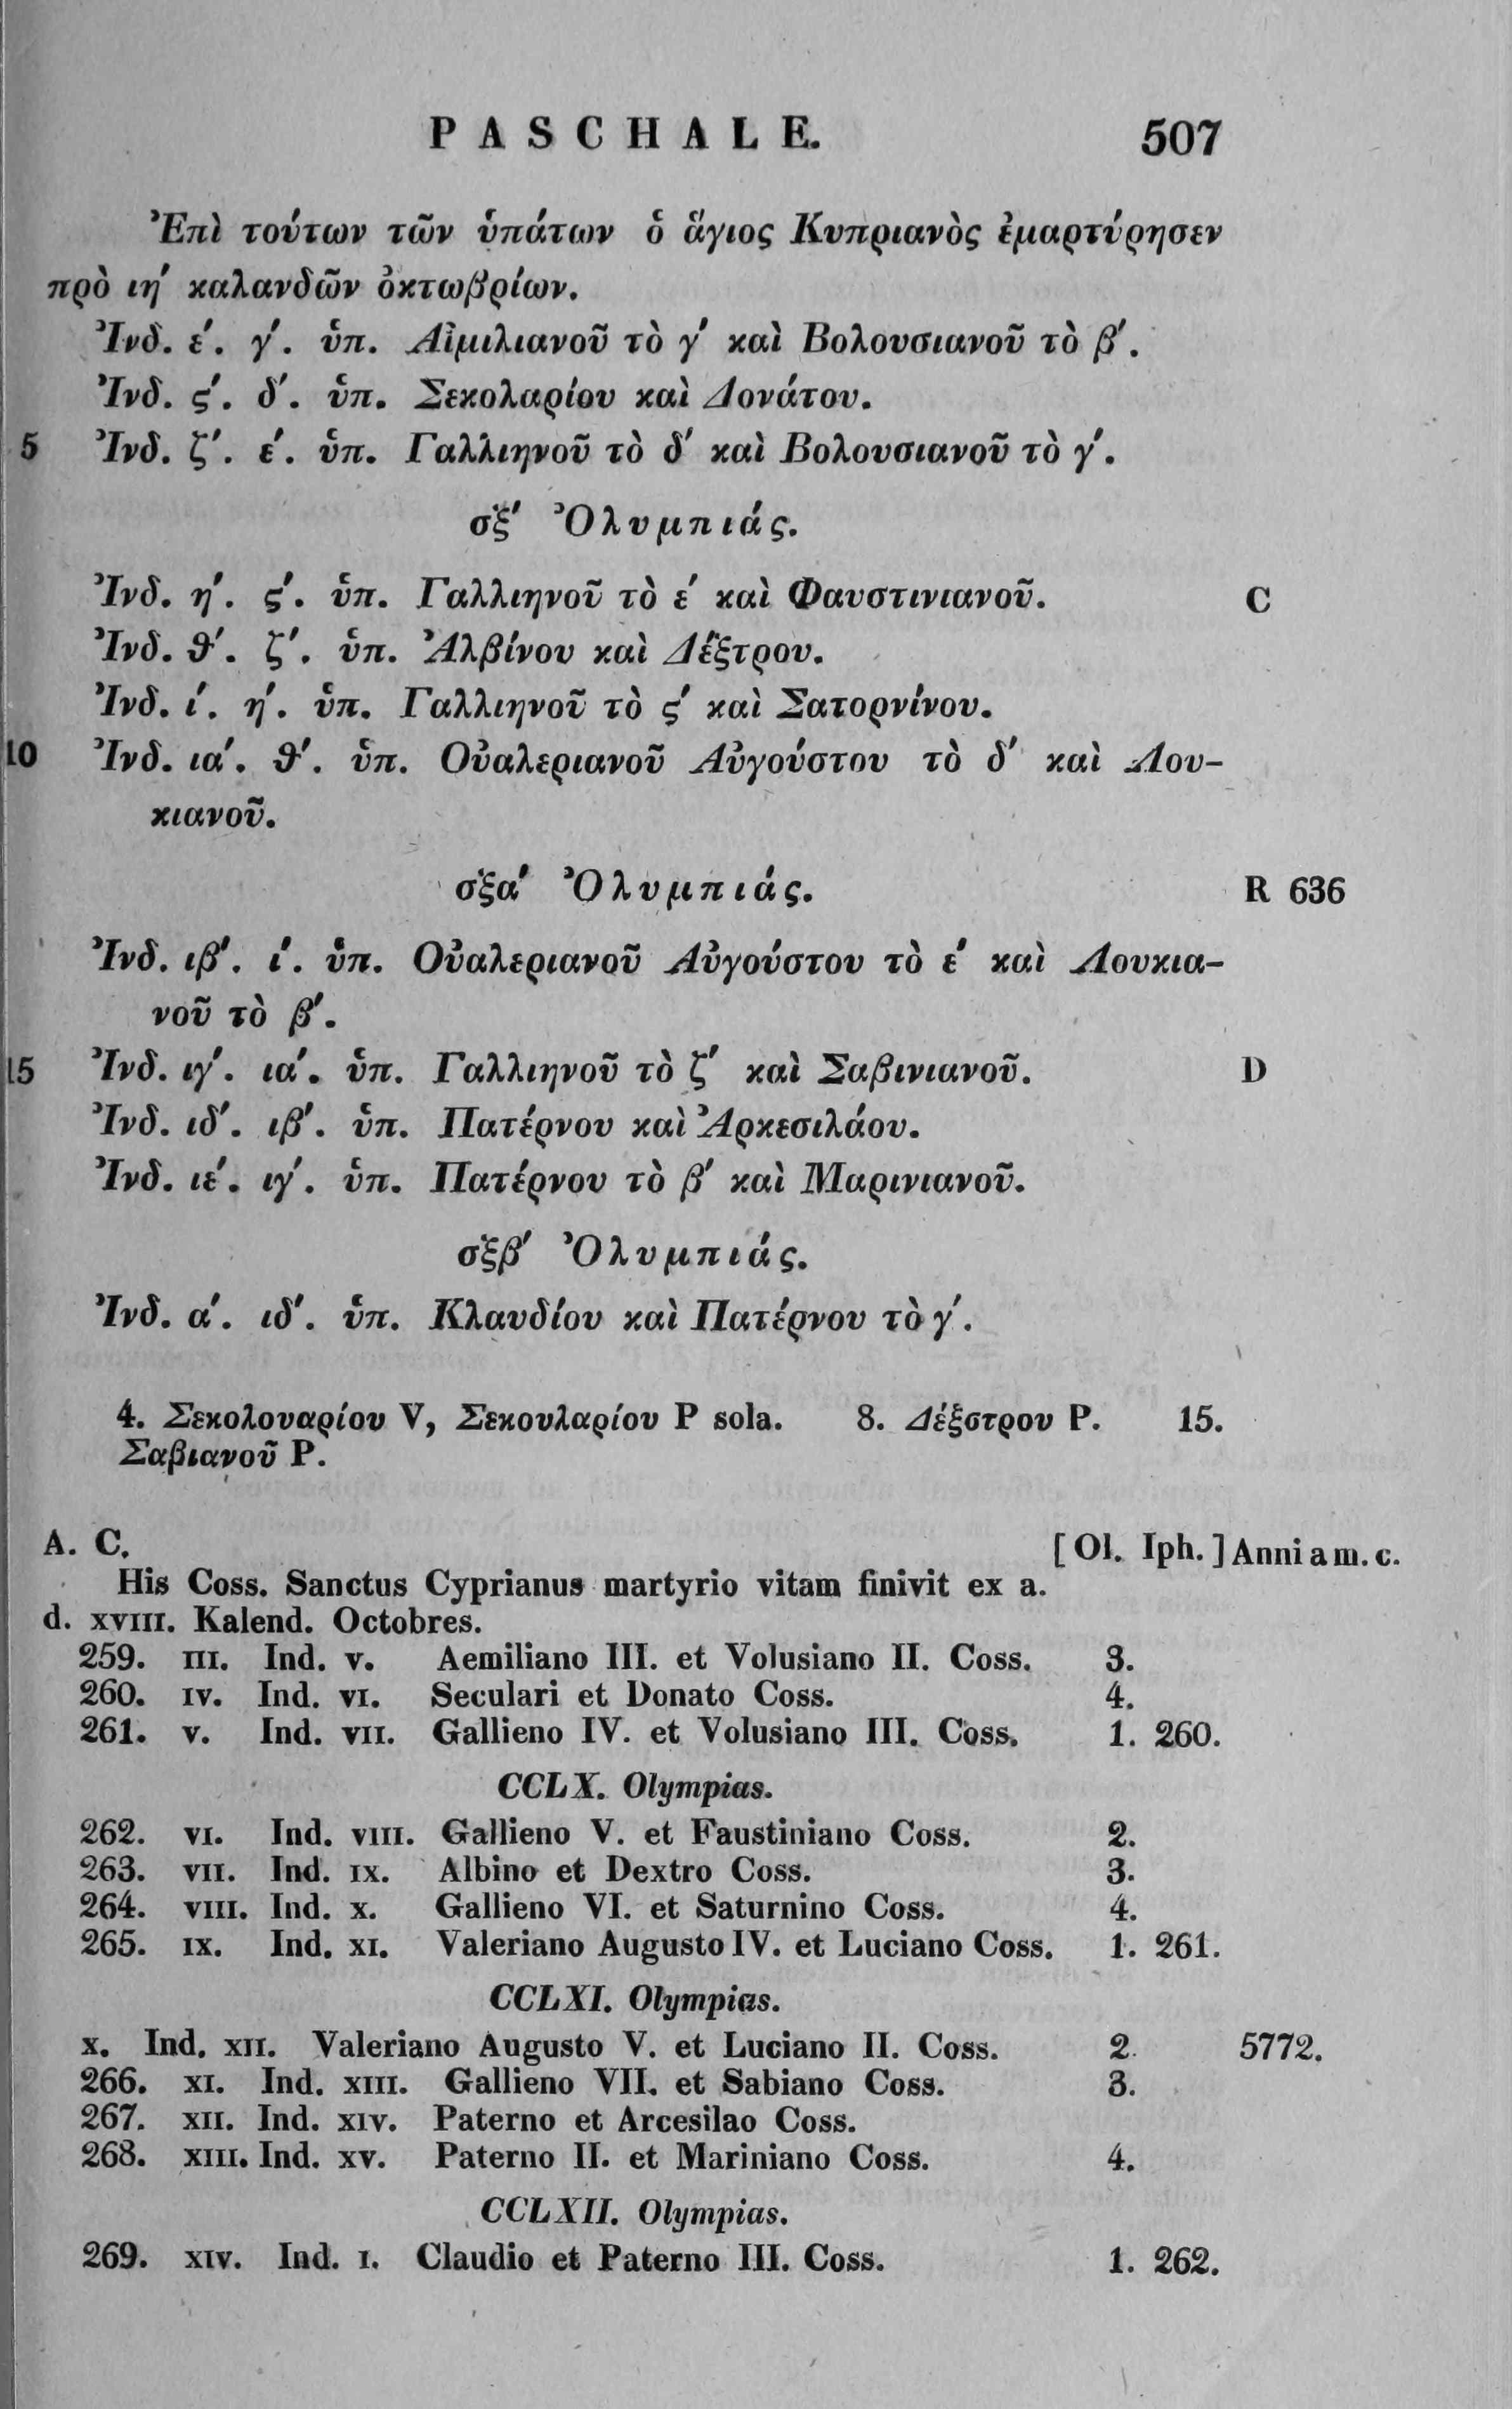 PASCHALE. 507
Ἐπὶ τούτων τῶν ὑπάτων ὁ ἅγιος Κυπριανὸς ἐμαρτύρησεν
πρὸ ιη′ καλανδῶν ὀκτωβρίων.
Ἰνδ. ε′. γ′. ὑπ. Αἰμιλιανοῦ τὸ γ′ καὶ Βολουσιανοῦ τὸ β′.
Ἰνδ. ϛ′. δ′. ὑπ. Σεκολαρίου καὶ Δονάτου.
5 Ἰνδ. ζ′. ε′. ὑπ. Γαλλιηνοῦ τὸ δ′ καὶ Βολουσιανοῦ τὸ γ′.
σξ′ Ὀλυμπιάς.
Ἰνδ. η′. ϛ′. ὑπ. Γαλλιηνοῦ τὸ ε′ καὶ Φαυστινιανοῦ. C
Ἰνδ. θ′. ζ′. ὑπ. Ἀλβίνου καὶ Δέξτρου.
Ἰνδ. ι′. η′. ὑπ. Γαλλιηνοῦ τὸ ϛ′ καὶ Σατορνίνου.
10 Ἰνδ. ια′. θ′. ὑπ. Οὐαλεριανοῦ Αὐγούστου τὸ δ′ καὶ Λου-
κιανοῦ.
σξα′ Ὀλυμπιάς. R 636
Ἰνδ. ιβ′. ι′. ὑπ. Οὐαλεριανοῦ Αὐγούστου τὸ ε′ καὶ Λουκια-
νοῦ τὸ β′.
15 Ἰνδ. ιγ′. ια′. ὑπ. Γαλλιηνοῦ τὸ ζ′ καὶ Σαβινιανοῦ. D
Ἰνδ. ιδ′. ιβ′. ὑπ. Πατέρνου καὶ Ἀρκεσιλάου.
Ἰνδ. ιε′. ιγ′. ὑπ. Πατέρνου τὸ β′ καὶ Μαρινιανοῦ.
σξβ′ Ὀλυμπιάς.
Ἰνδ. α′. ιδ′. ὑπ. Κλαυδίου καὶ Πατέρνου τὸ γ′.
4. Σεκολουαρίου V, Σεκουλαρίου P sola. 8. Δέξστρου P. 15.
Σαβιανοῦ P.
A. C. [Ol. Iph.] Anni a m. c.
His Coss. Sanctus Cyprianus martyrio vitam finivit ex a.
d. XVIII. Kalend. Octobres.
259. III. Ind. V. Aemiliano III. et Volusiano II. Coss. 3.
260. IV. Ind. VI. Seculari et Donato Coss. 4.
261. V. Ind. VII. Gallieno IV. et Volusiano III. Coss. 1. 260.
CCLX. Olympias.
262. VI. Ind. VIII. Gallieno V. et Faustiniano Coss. 2.
263. VII. Ind. IX. Albino et Dextro Coss. 3.
264. VIII. Ind. X. Gallieno VI. et Saturnino Coss. 4.
265. IX. Ind. XI. Valeriano Augusto IV. et Luciano Coss. 1. 261.
CCLXI. Olympias.
X. Ind. XII. Valeriano Augusto V. et Luciano II. Coss. 2. 5772.
266. XI. Ind. XIII. Gallieno VII. et Sabiano Coss. 3.
267. XII. Ind. XIV. Paterno et Arcesilao Coss.
268. XIII. Ind. XV. Paterno II. et Mariniano Coss. 4.
CCLXII. Olympias.
269. XIV. Ind. I. Claudio et Paterno III. Coss. 1. 262.